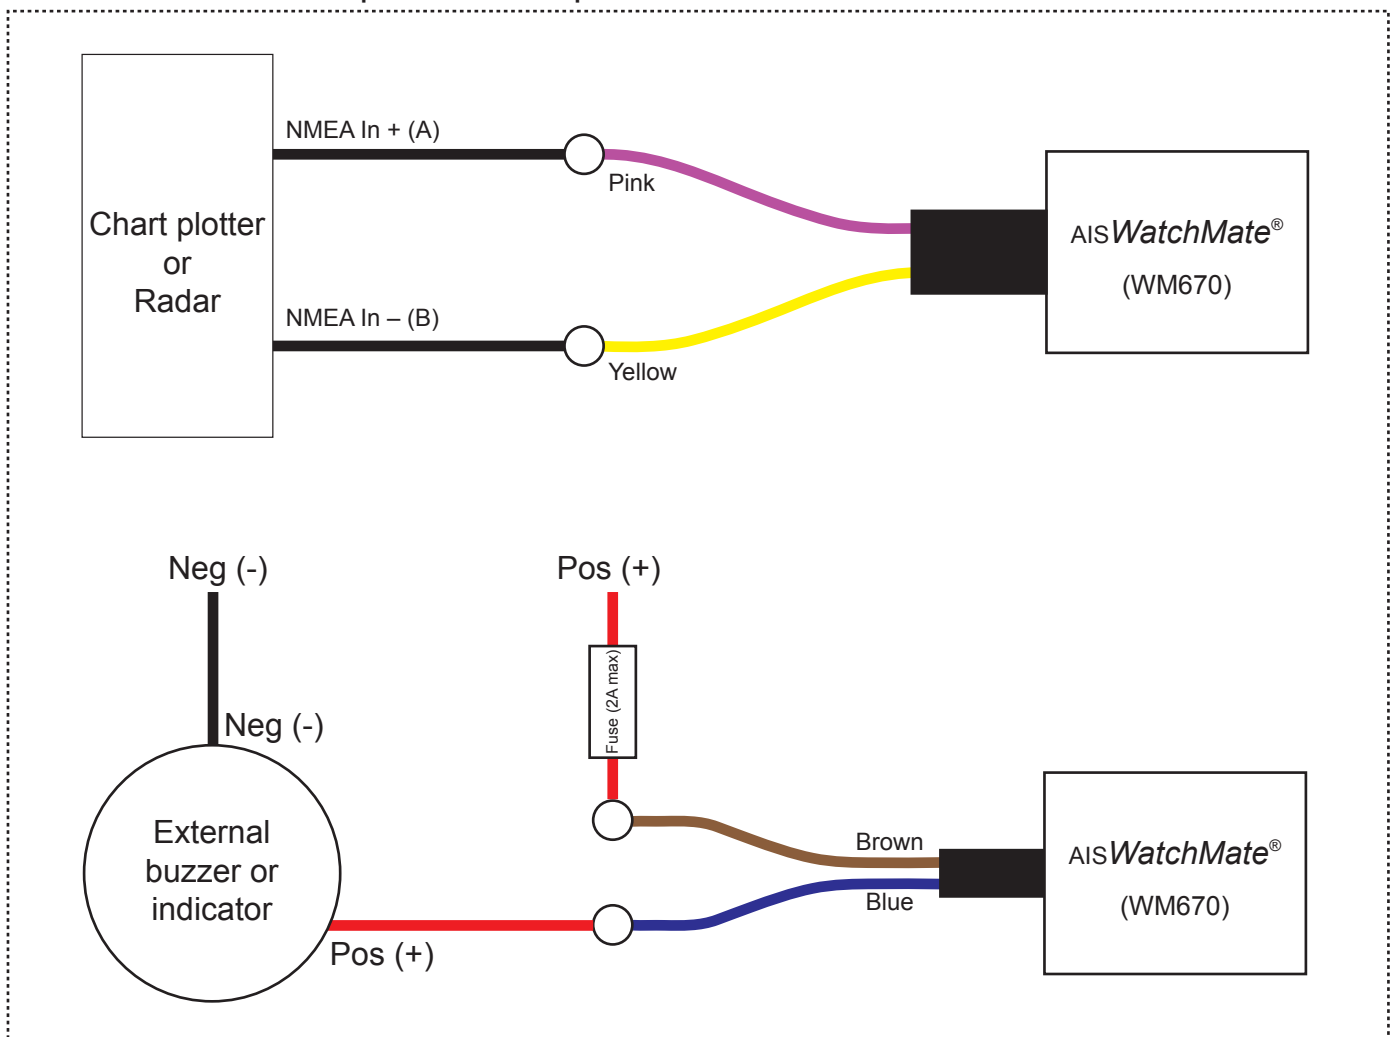 NMEA In + (A)
Pink
Chart plotter
or
Radar
AISWatchMate®
(WM670)
NMEA In – (B)
Yellow
Neg (-)
Pos (+)
Fuse (2A max)
Neg (-)
External
buzzer or
indicator
Pos (+)
Brown
Blue
AISWatchMate®
(WM670)